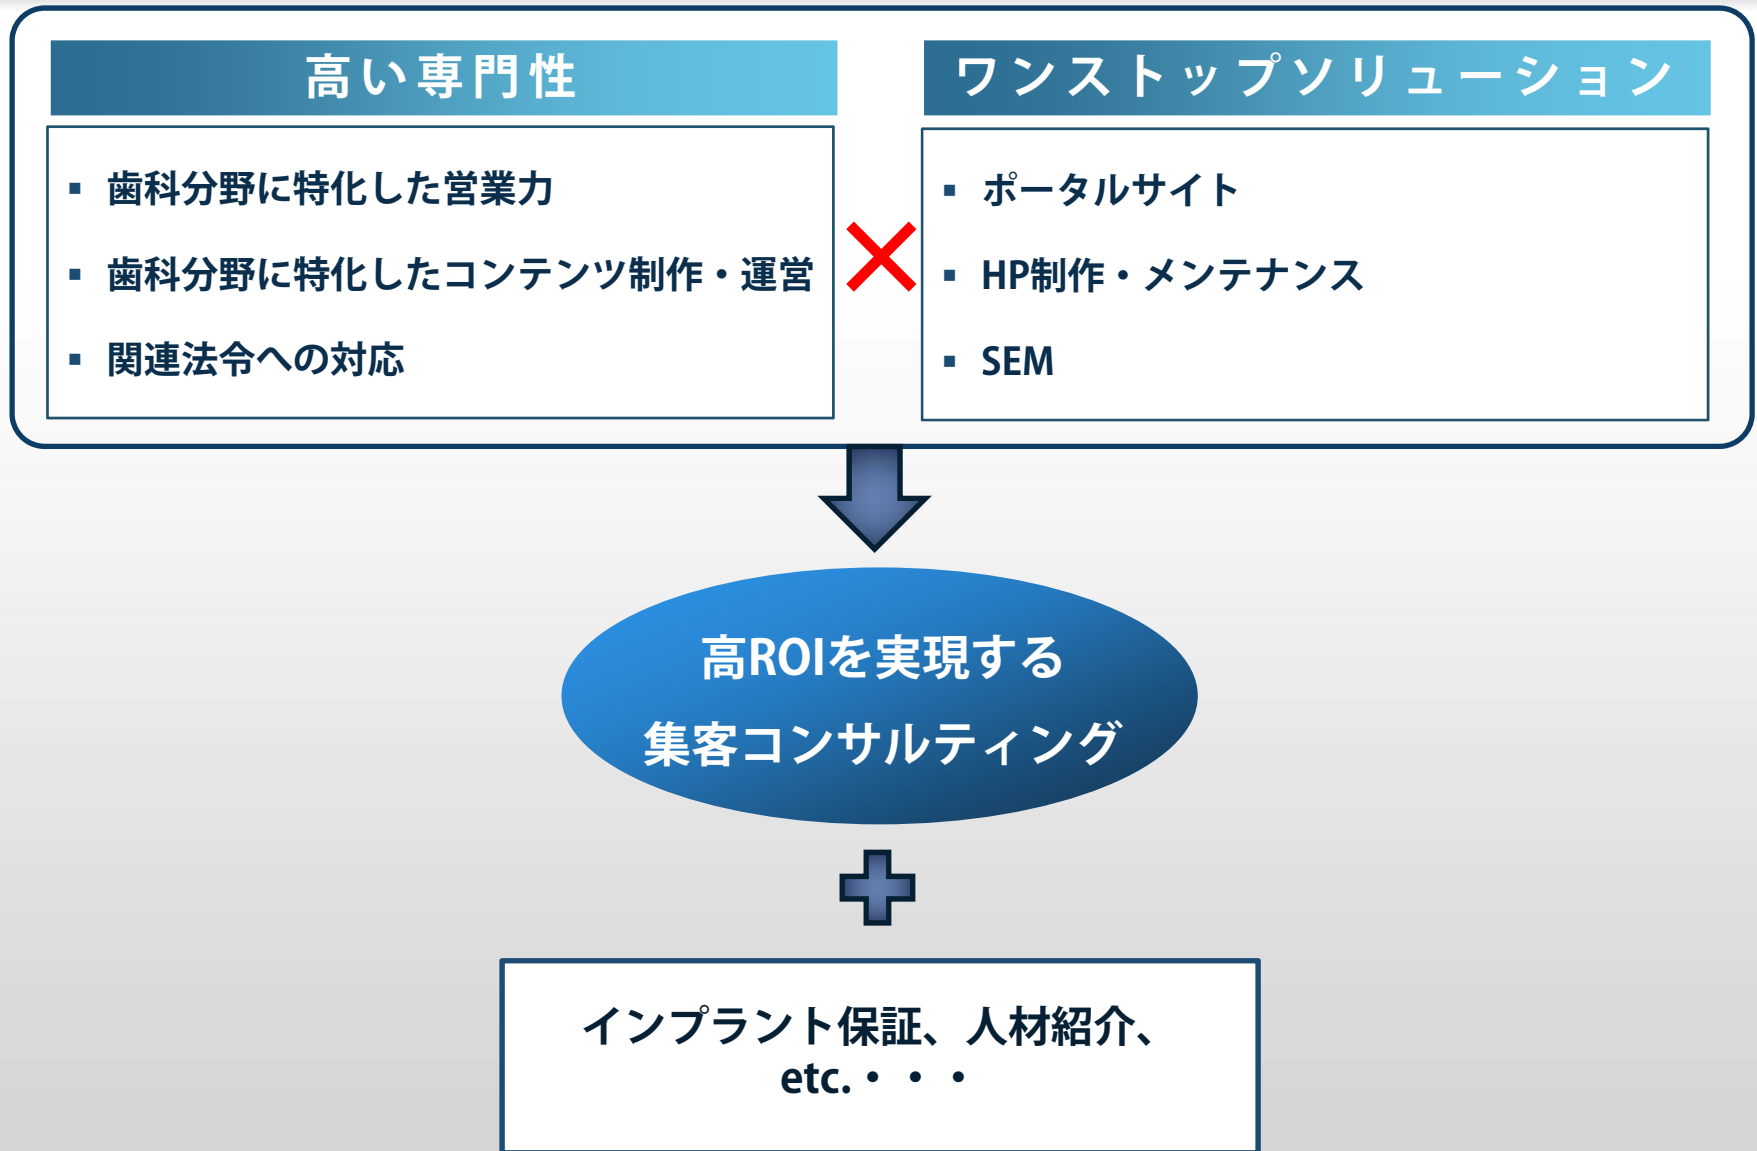 高い専門性
▪ 歯科分野に特化した営業力
▪ 歯科分野に特化したコンテンツ制作・運営
▪ 関連法令への対応
ワンストップソリューション
▪ ポータルサイト
▪ HP制作・メンテナンス
▪ SEM
高ROIを実現する
集客コンサルティング
インプラント保証、人材紹介、
etc.・・・